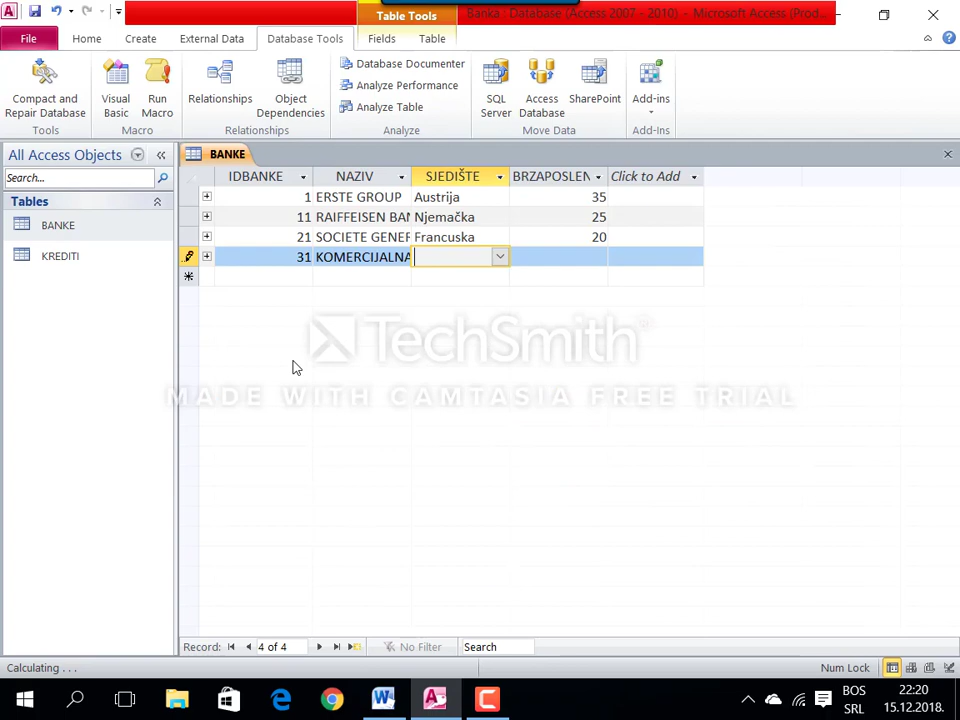 Table Tools
Banka : Database (Access 2007 - 2010) - Microsoft Access (Prod...
File
Home
Create
External Data
Database Tools
Fields
Table
Compact and
Repair Database
Tools
Visual
Basic
Run
Macro
Macro
Relationships
Object
Dependencies
Relationships
Database Documenter
Analyze Performance
Analyze Table
Analyze
SQL
Server
Access
Database
SharePoint
Move Data
Add-ins
Add-Ins
All Access Objects
Search...
Tables
BANKE
KREDITI
BANKE
IDBANKE NAZIV SJEDIŠTE BRZAPOSLEN Click to Add
1 ERSTE GROUP Austrija 35
11 RAIFFEISEN BAN Njemačka 25
21 SOCIETE GENER Francuska 20
31 KOMERCIJALNA
TechSmith
MADE WITH CAMTASIA FREE TRIAL
Record: 4 of 4 No Filter Search
Calculating . . .
Num Lock
BOS
SRL
22:20
15.12.2018.